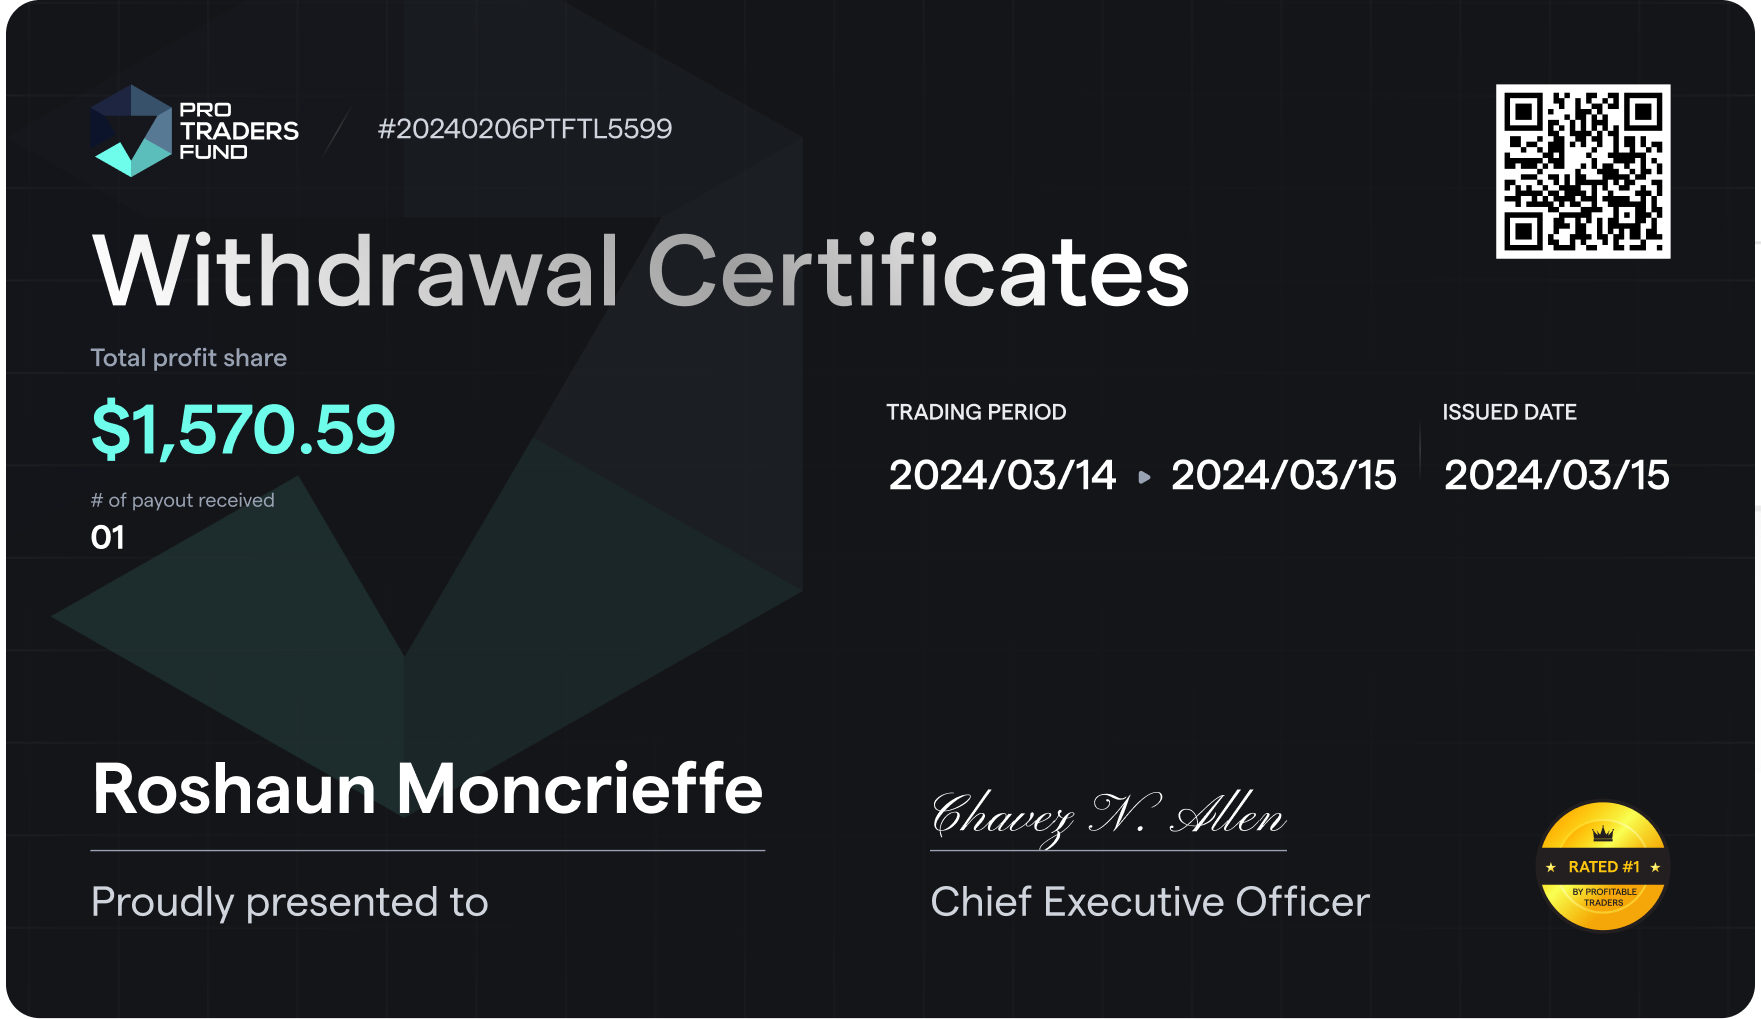 PRO
TRADERS
FUND
#20240206PTFTL5599
Withdrawal Certificates
Total profit share
$1,570.59
# of payout received
01
TRADING PERIOD
2024/03/14 ▸ 2024/03/15
ISSUED DATE
2024/03/15
Roshaun Moncrieffe
Proudly presented to
Chavez N. Allen
Chief Executive Officer
★ RATED #1 ★
BY PROFITABLE
TRADERS